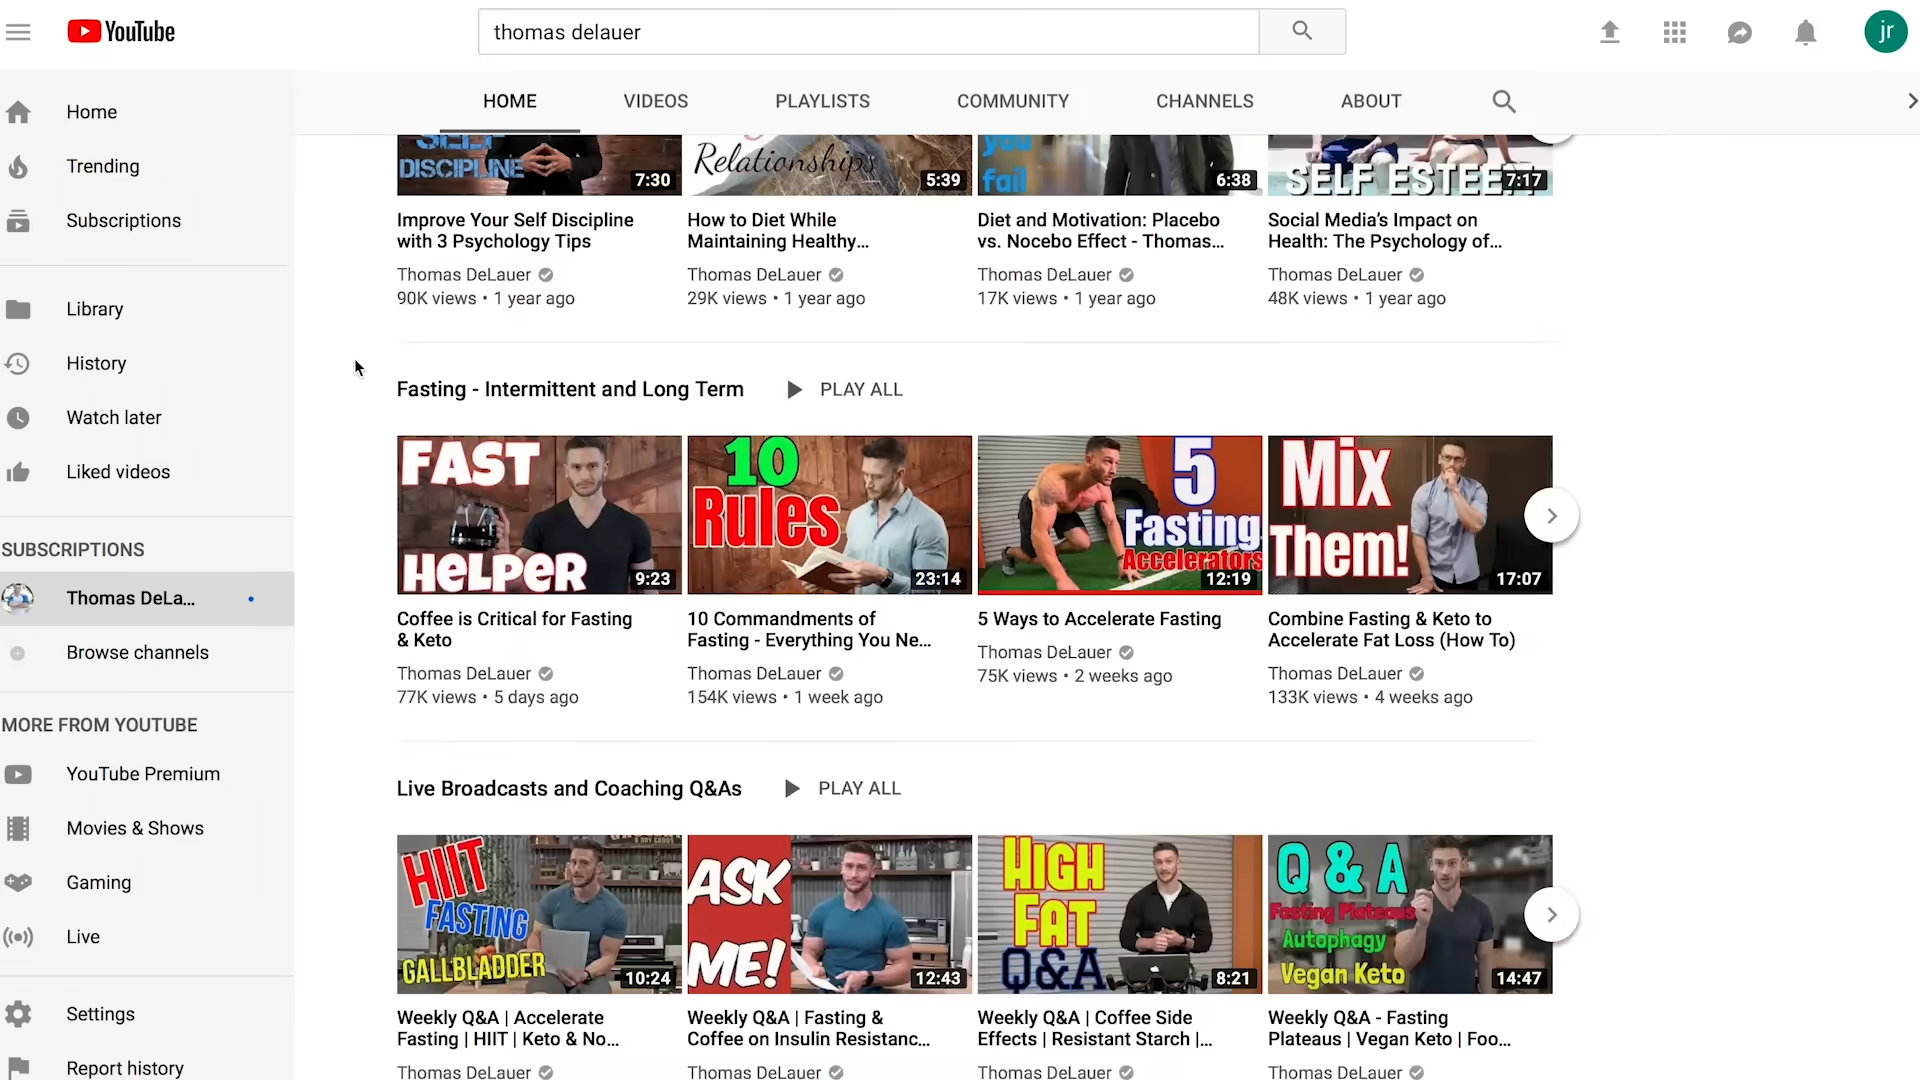 YouTube
thomas delauer
jr
Home
Trending
Subscriptions
Library
History
Watch later
Liked videos
SUBSCRIPTIONS
Thomas DeLa...
Browse channels
MORE FROM YOUTUBE
YouTube Premium
Movies & Shows
Gaming
Live
Settings
Report history
HOME
VIDEOS
PLAYLISTS
COMMUNITY
CHANNELS
ABOUT
SELF
DISCIPLINE
7:30
Relationships
5:39
you
fail
6:38
SELF ESTEEM
7:17
Improve Your Self Discipline
with 3 Psychology Tips
Thomas DeLauer
90K views • 1 year ago
How to Diet While
Maintaining Healthy...
Thomas DeLauer
29K views • 1 year ago
Diet and Motivation: Placebo
vs. Nocebo Effect - Thomas...
Thomas DeLauer
17K views • 1 year ago
Social Media's Impact on
Health: The Psychology of...
Thomas DeLauer
48K views • 1 year ago
Fasting - Intermittent and Long Term
PLAY ALL
FAST
HELPER
9:23
10
Rules
23:14
5
Fasting
Accelerators
12:19
Mix
Them!
17:07
Coffee is Critical for Fasting
& Keto
Thomas DeLauer
77K views • 5 days ago
10 Commandments of
Fasting - Everything You Ne...
Thomas DeLauer
154K views • 1 week ago
5 Ways to Accelerate Fasting
Thomas DeLauer
75K views • 2 weeks ago
Combine Fasting & Keto to
Accelerate Fat Loss (How To)
Thomas DeLauer
133K views • 4 weeks ago
Live Broadcasts and Coaching Q&As
PLAY ALL
HIIT
FASTING
GALLBLADDER
10:24
ASK
ME!
12:43
HIGH
FAT
Q&A
8:21
Q & A
Fasting Plateaus
Autophagy
Vegan Keto
14:47
Weekly Q&A | Accelerate
Fasting | HIIT | Keto & No...
Thomas DeLauer
Weekly Q&A | Fasting &
Coffee on Insulin Resistanc...
Thomas DeLauer
Weekly Q&A | Coffee Side
Effects | Resistant Starch |...
Thomas DeLauer
Weekly Q&A - Fasting
Plateaus | Vegan Keto | Foo...
Thomas DeLauer